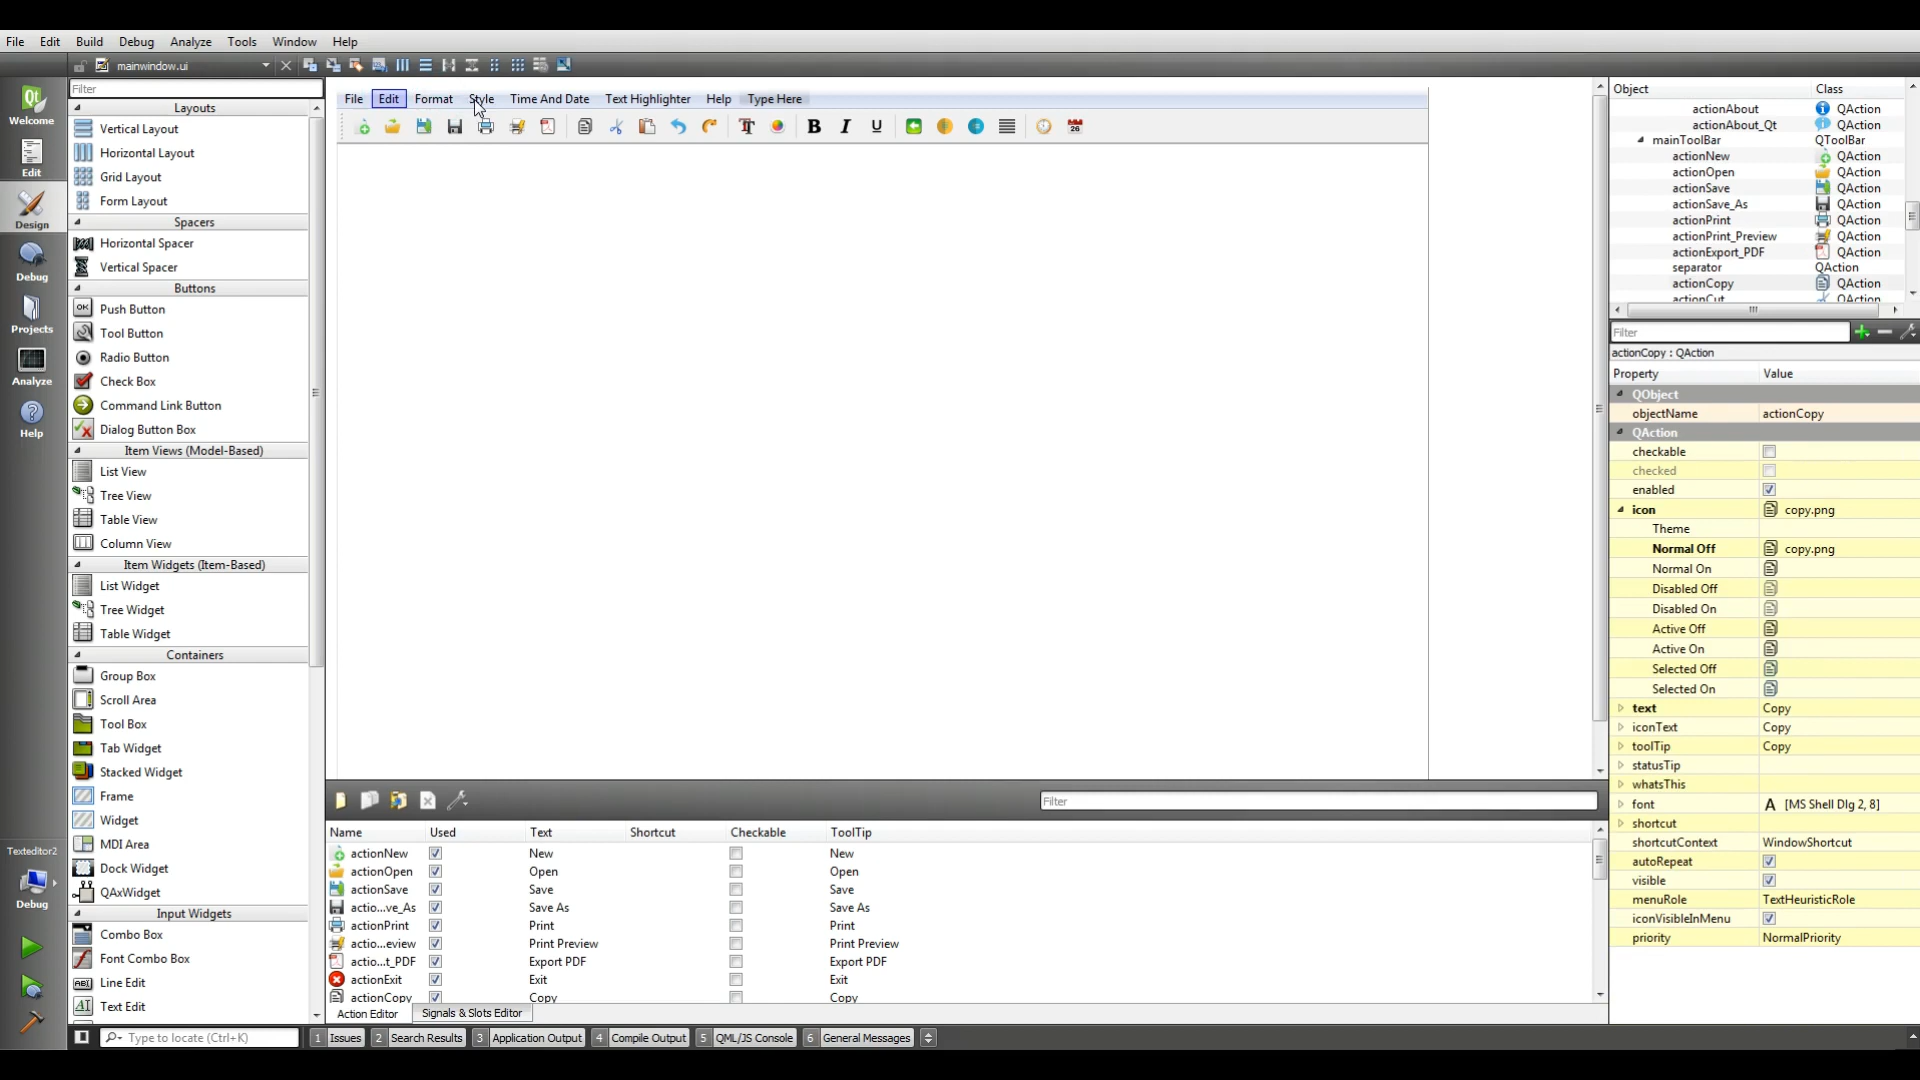 File Edit Build Debug Analyze Tools Window Help
mainwindow.ui
Filter
Layouts
Vertical Layout
Horizontal Layout
Grid Layout
Form Layout
Spacers
Horizontal Spacer
Vertical Spacer
Buttons
OK Push Button
Tool Button
Radio Button
Check Box
Command Link Button
Dialog Button Box
Item Views (Model-Based)
List View
Tree View
Table View
Column View
Item Widgets (Item-Based)
List Widget
Tree Widget
Table Widget
Containers
Group Box
Scroll Area
Tool Box
Tab Widget
Stacked Widget
Frame
Widget
MDI Area
Dock Widget
QAxWidget
Input Widgets
Combo Box
Font Combo Box
ABI Line Edit
AI Text Edit
Qt
Welcome
Edit
Design
Debug
Projects
Analyze
Help
Texteditor2
Debug
File Edit Format Style Time And Date Text Highlighter Help Type Here
B I U 26
Filter
Name Used Text Shortcut Checkable ToolTip
actionNew New New
actionOpen Open Open
actionSave Save Save
actio...ve_As Save As Save As
actionPrint Print Print
actio...eview Print Preview Print Preview
actio...t_PDF Export PDF Export PDF
actionExit Exit Exit
actionCopy Copy Copy
Action Editor Signals & Slots Editor
Object Class
actionAbout QAction
actionAbout_Qt QAction
mainToolBar QToolBar
actionNew QAction
actionOpen QAction
actionSave QAction
actionSave_As QAction
actionPrint QAction
actionPrint_Preview QAction
actionExport_PDF QAction
separator QAction
actionCopy QAction
actionCut QAction
Filter
actionCopy : QAction
Property Value
QObject
objectName actionCopy
QAction
checkable
checked
enabled
icon copy.png
Theme
Normal Off copy.png
Normal On
Disabled Off
Disabled On
Active Off
Active On
Selected Off
Selected On
text Copy
iconText Copy
toolTip Copy
statusTip
whatsThis
font A [MS Shell Dlg 2, 8]
shortcut
shortcutContext WindowShortcut
autoRepeat
visible
menuRole TextHeuristicRole
iconVisibleInMenu
priority NormalPriority
Type to locate (Ctrl+K) 1 Issues 2 Search Results 3 Application Output 4 Compile Output 5 QML/JS Console 6 General Messages